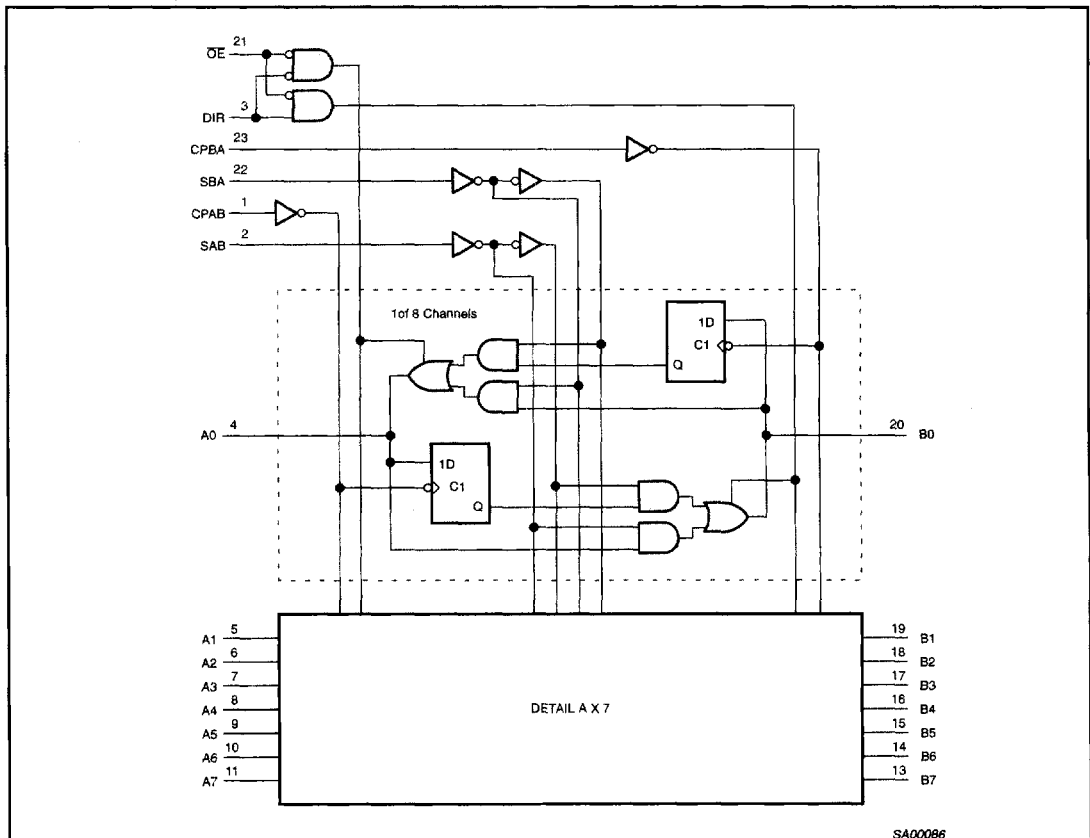 21
O̅E̅
3
DIR
23
CPBA
22
SBA
1
CPAB
2
SAB
1of 8 Channels
1D
C1
Q
4
A0
20
B0
1D
C1
Q
5
A1
19
B1
6
A2
18
B2
7
A3
17
B3
8
A4
DETAIL A X 7
16
B4
9
A5
15
B5
10
A6
14
B6
11
A7
13
B7
SA00086